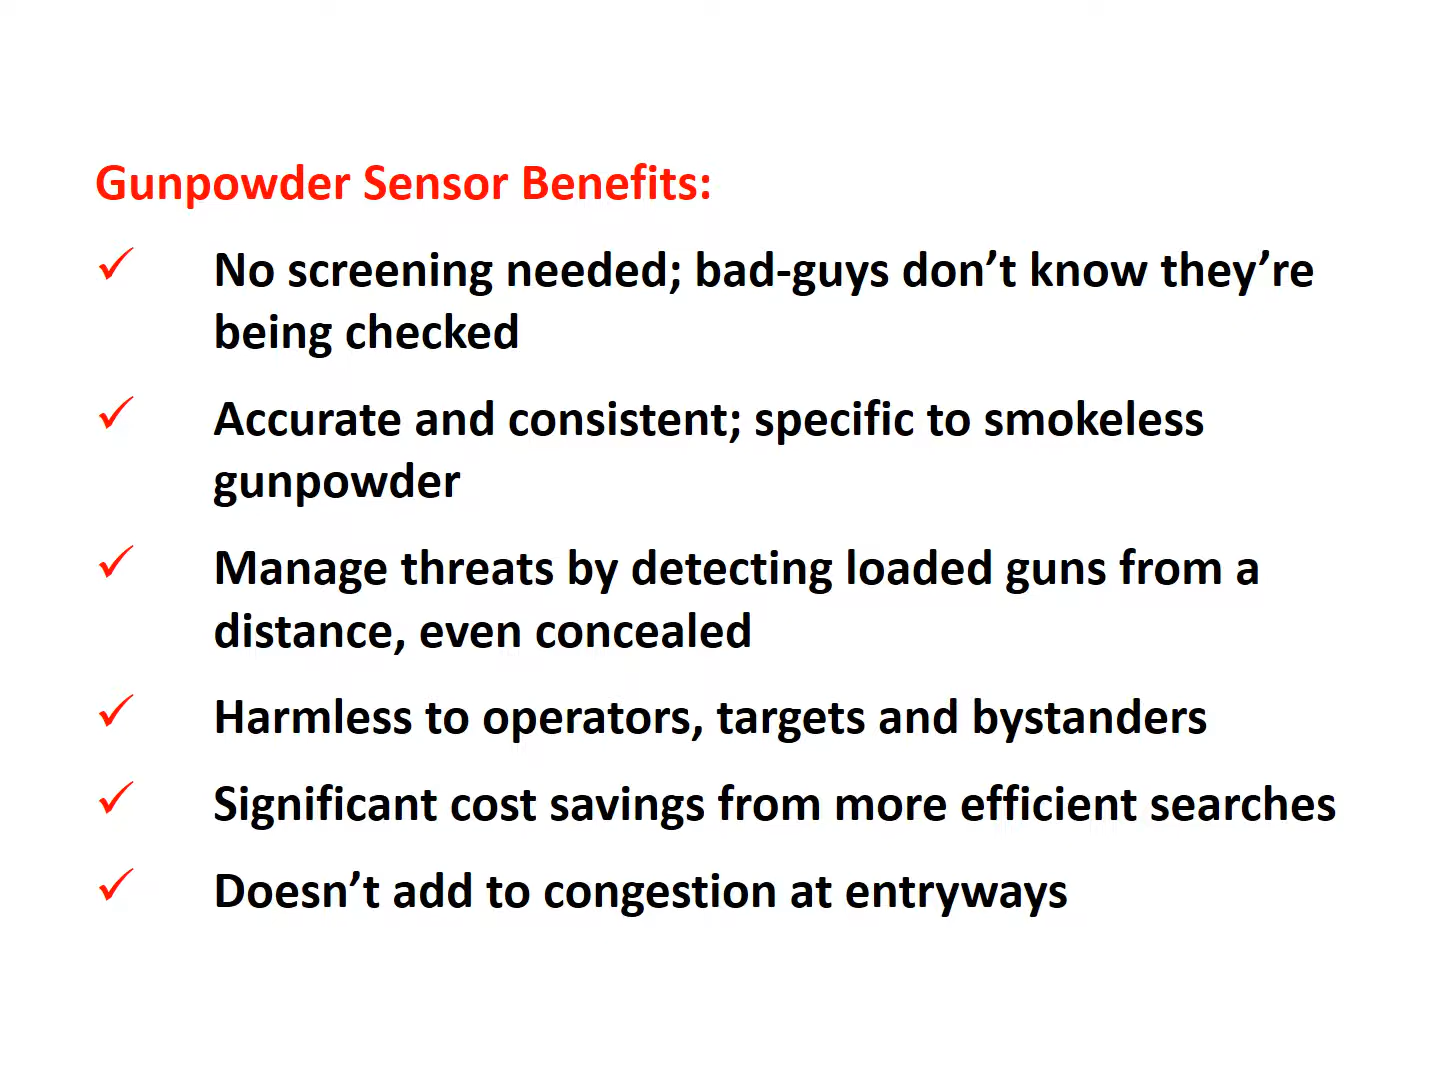 Gunpowder Sensor Benefits:
✓ No screening needed; bad-guys don’t know they’re
being checked
✓ Accurate and consistent; specific to smokeless
gunpowder
✓ Manage threats by detecting loaded guns from a
distance, even concealed
✓ Harmless to operators, targets and bystanders
✓ Significant cost savings from more efficient searches
✓ Doesn’t add to congestion at entryways